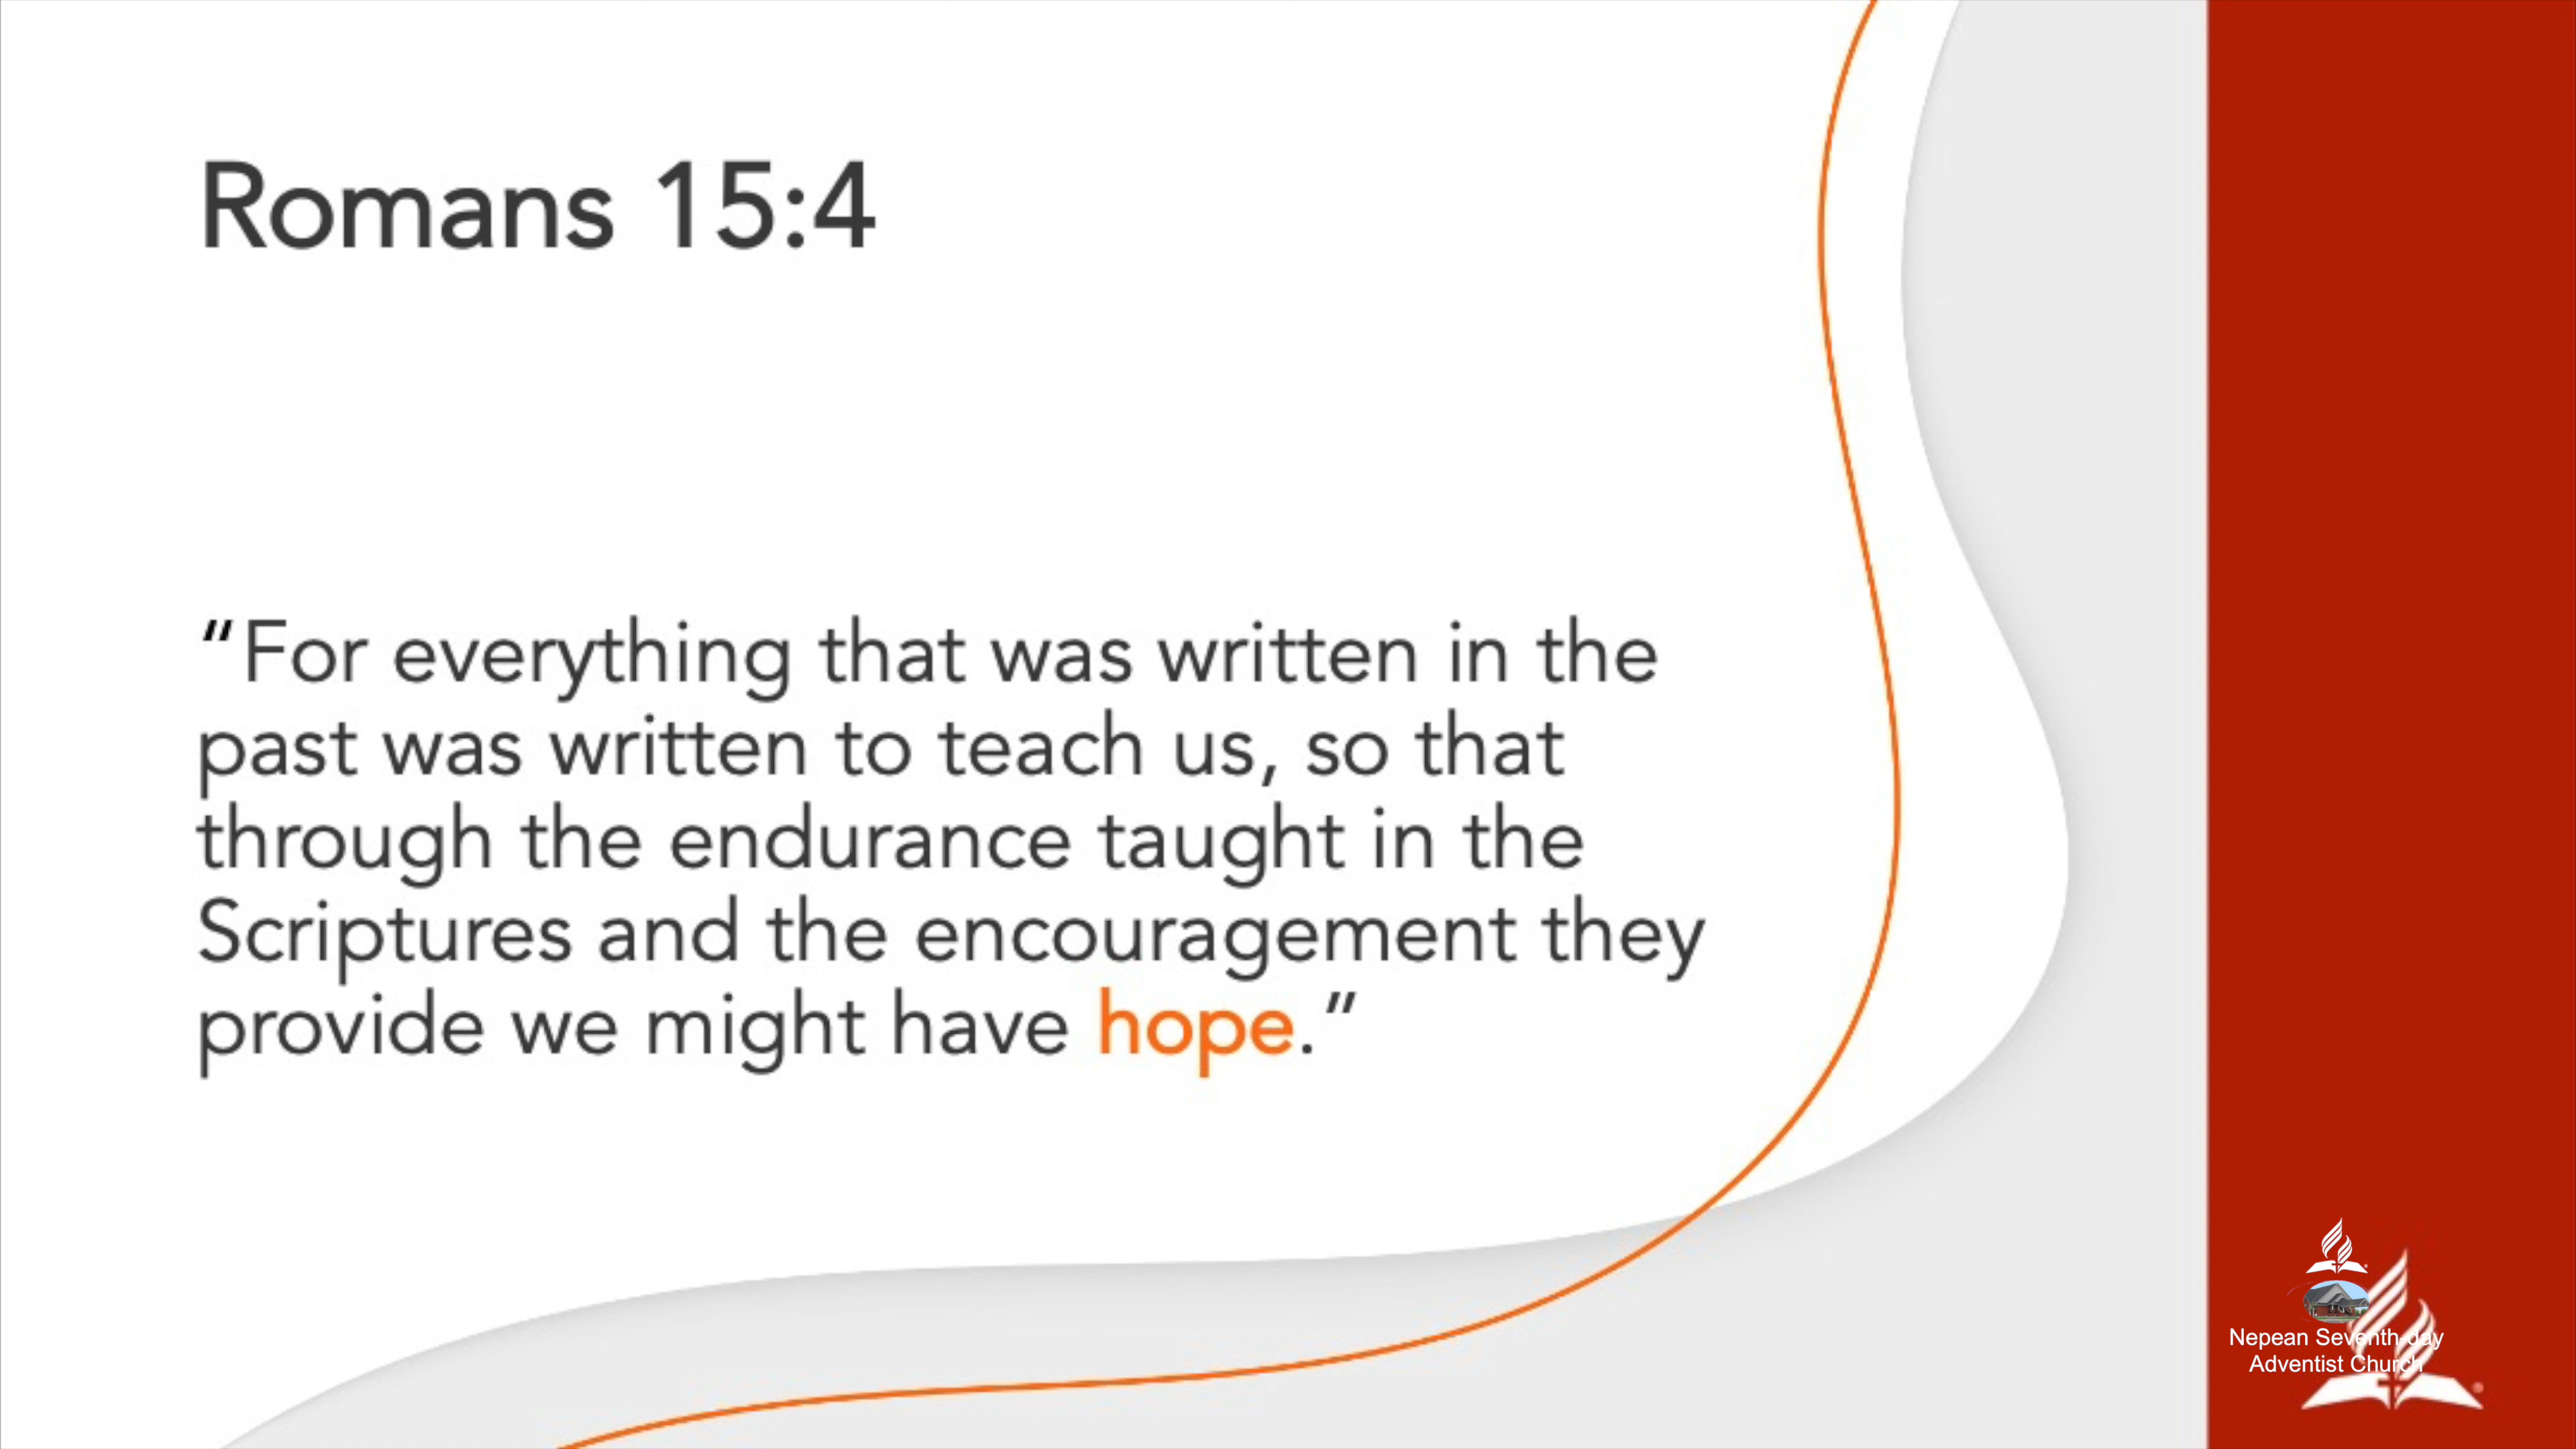 Romans 15:4
“For everything that was written in the
past was written to teach us, so that
through the endurance taught in the
Scriptures and the encouragement they
provide we might have hope.”
Nepean Seventh-day
Adventist Church